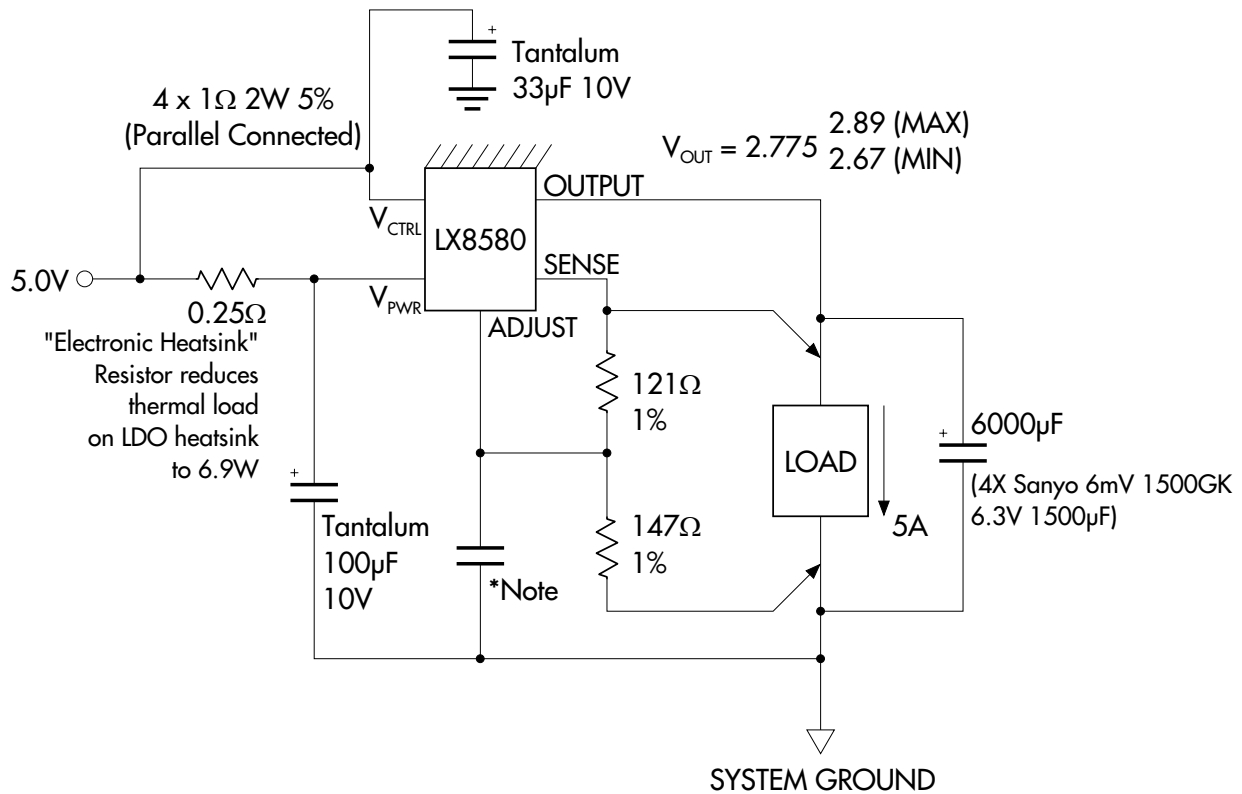 Tantalum
33µF 10V
4 x 1Ω 2W 5%
(Parallel Connected)
V_OUT = 2.775 2.89 (MAX)
2.67 (MIN)
OUTPUT
V_CTRL
LX8580
SENSE
5.0V
V_PWR
0.25Ω
ADJUST
"Electronic Heatsink"
Resistor reduces
thermal load
on LDO heatsink
to 6.9W
+
121Ω
1%
LOAD
5A
+
6000µF
(4X Sanyo 6mV 1500GK
6.3V 1500µF)
+
Tantalum
100µF
10V
*Note
147Ω
1%
SYSTEM GROUND